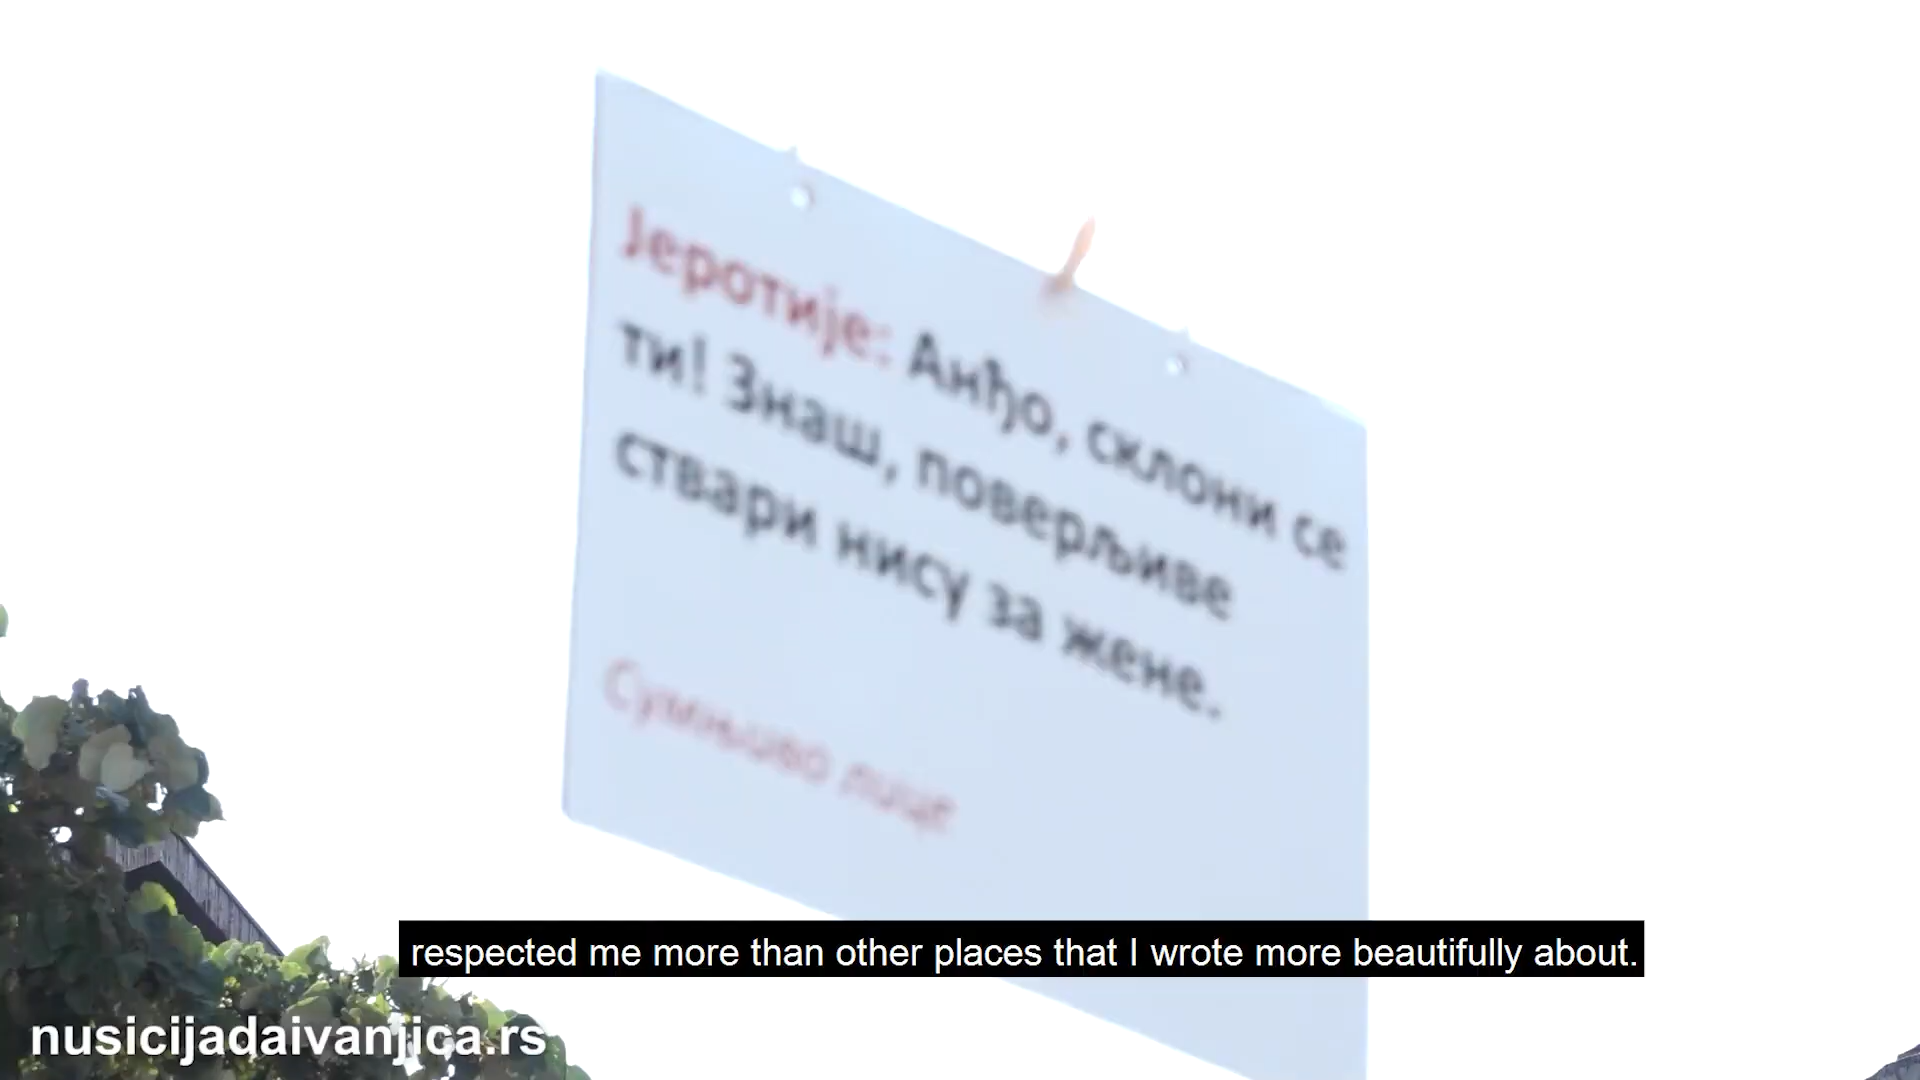 Јеротије: Анђо, склони се
ти! Знаш, поверљиве
ствари нису за жене.
Сумњиво лице
respected me more than other places that I wrote more beautifully about.
nusicijadaivanjica.rs